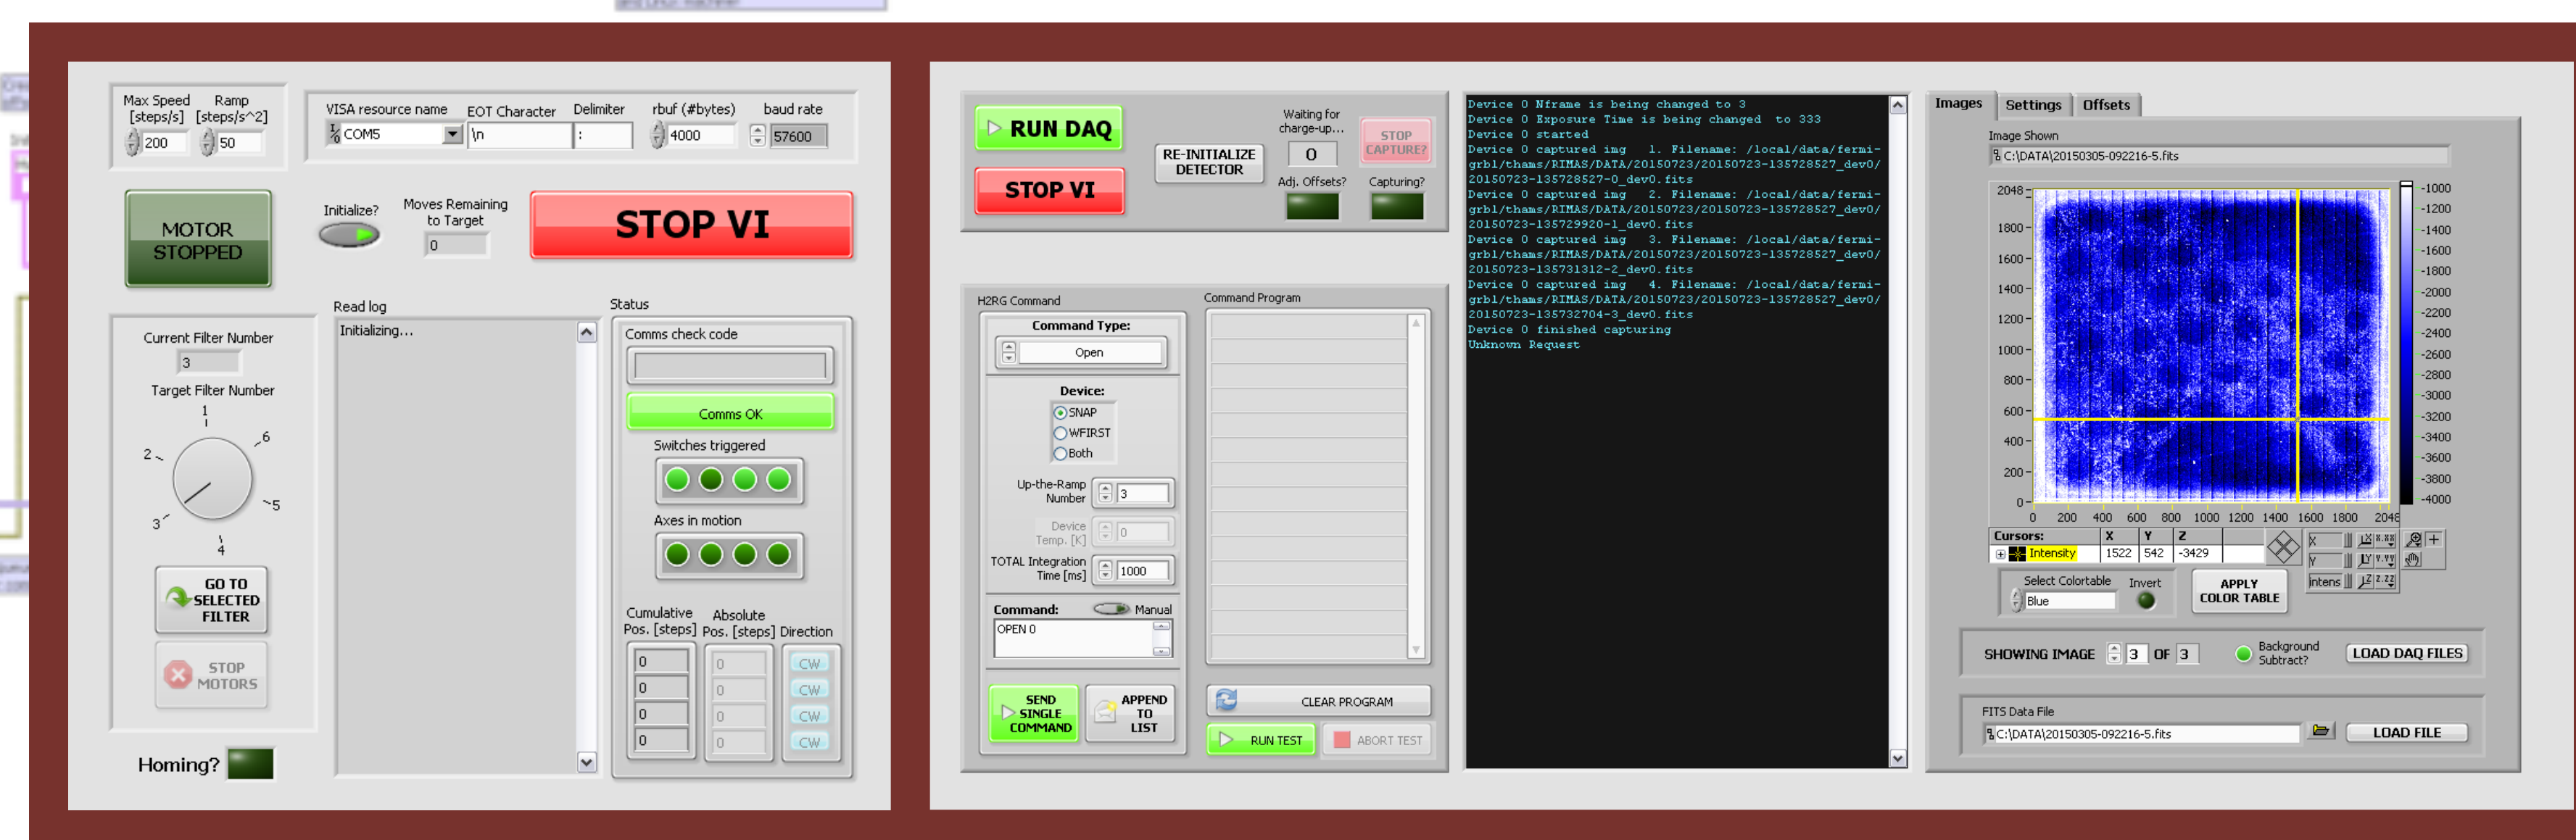 Max Speed
[steps/s]
200
Ramp
[steps/s^2]
50
VISA resource name
COM5
EOT Character
\n
Delimiter
:
rbuf (#bytes)
4000
baud rate
57600
MOTOR
STOPPED
Initialize?
Moves Remaining
to Target
0
STOP VI
Current Filter Number
3
Target Filter Number
1
2
3
4
5
6
GO TO
SELECTED
FILTER
STOP
MOTORS
Homing?
Read log
Initializing...
Status
Comms check code
Comms OK
Switches triggered
Axes in motion
Cumulative
Pos. [steps]
Absolute
Pos. [steps]
Direction
0 0 CW
0 0 CW
0 0 CW
0 0 CW
RUN DAQ
STOP VI
RE-INITIALIZE
DETECTOR
Waiting for
charge-up...
0
STOP
CAPTURE?
Adj. Offsets?
Capturing?
H2RG Command
Command Type:
Open
Device:
SNAP
WFIRST
Both
Up-the-Ramp
Number
3
Device
Temp. [K]
0
TOTAL Integration
Time [ms]
1000
Command:
Manual
OPEN 0
SEND
SINGLE
COMMAND
APPEND
TO
LIST
Command Program
CLEAR PROGRAM
RUN TEST
ABORT TEST
Device 0 Nframe is being changed to 3
Device 0 Exposure Time is being changed  to 333
Device 0 started
Device 0 captured img   1. Filename: /local/data/fermi-
grbl/thams/RIMAS/DATA/20150723/20150723-135728527_dev0/
20150723-135728527-0_dev0.fits
Device 0 captured img   2. Filename: /local/data/fermi-
grbl/thams/RIMAS/DATA/20150723/20150723-135728527_dev0/
20150723-135729920-1_dev0.fits
Device 0 captured img   3. Filename: /local/data/fermi-
grbl/thams/RIMAS/DATA/20150723/20150723-135728527_dev0/
20150723-135731312-2_dev0.fits
Device 0 captured img   4. Filename: /local/data/fermi-
grbl/thams/RIMAS/DATA/20150723/20150723-135728527_dev0/
20150723-135732704-3_dev0.fits
Device 0 finished capturing
Unknown Request
Images Settings Offsets
Image Shown
C:\DATA\20150305-092216-5.fits
2048
1800
1600
1400
1200
1000
800
600
400
200
0
0 200 400 600 800 1000 1200 1400 1600 1800 2048
-1000
-1200
-1400
-1600
-1800
-2000
-2200
-2400
-2600
-2800
-3000
-3200
-3400
-3600
-3800
-4000
Cursors: X Y Z
Intensity 1522 542 -3429
X
Y
intens
Select Colortable
Blue
Invert
APPLY
COLOR TABLE
SHOWING IMAGE 3 OF 3
Background
Subtract?
LOAD DAQ FILES
FITS Data File
C:\DATA\20150305-092216-5.fits
LOAD FILE